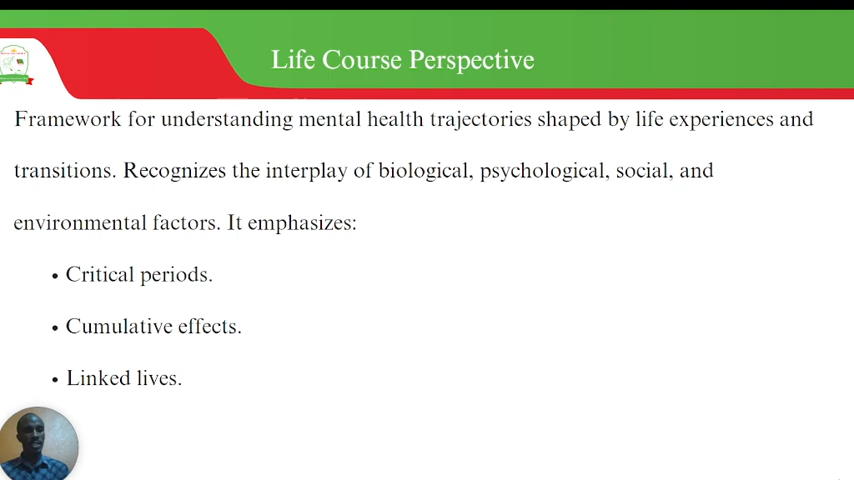 Life Course Perspective
Framework for understanding mental health trajectories shaped by life experiences and
transitions. Recognizes the interplay of biological, psychological, social, and
environmental factors. It emphasizes:
• Critical periods.
• Cumulative effects.
• Linked lives.